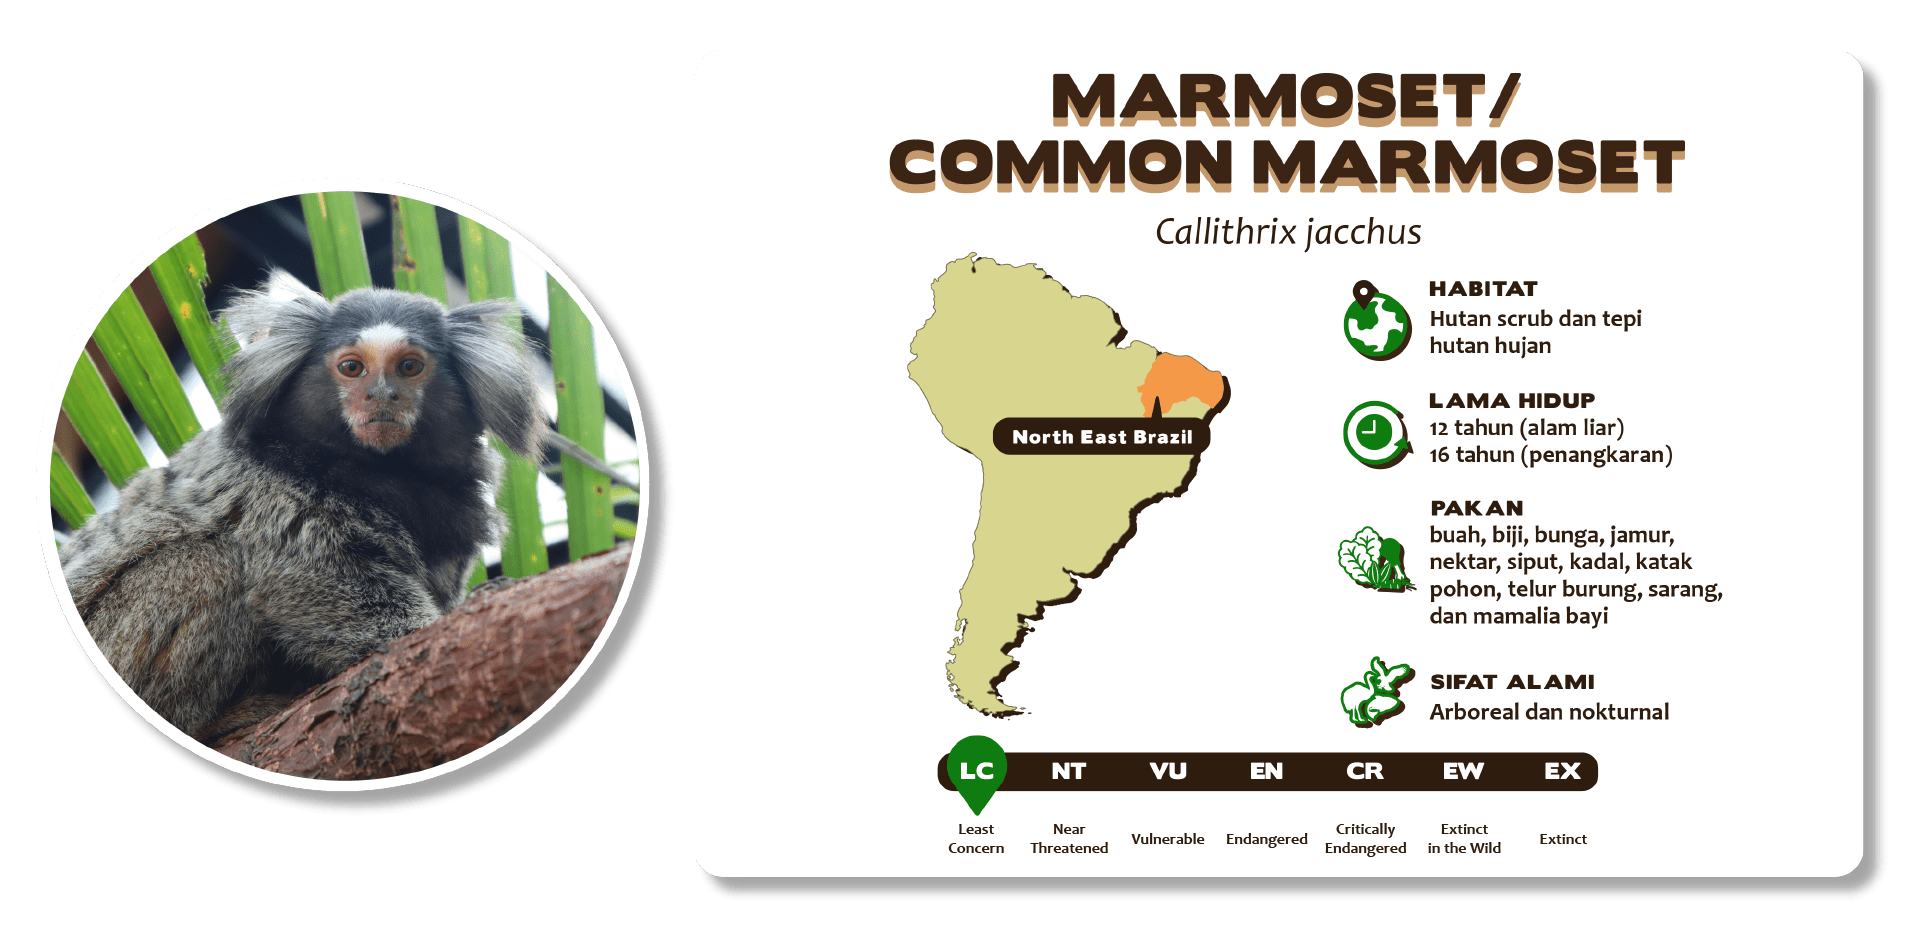 MARMOSET/
COMMON MARMOSET
Callithrix jacchus
North East Brazil
HABITAT
Hutan scrub dan tepi
hutan hujan
LAMA HIDUP
12 tahun (alam liar)
16 tahun (penangkaran)
PAKAN
buah, biji, bunga, jamur,
nektar, siput, kadal, katak
pohon, telur burung, sarang,
dan mamalia bayi
SIFAT ALAMI
Arboreal dan nokturnal
LC NT VU EN CR EW EX
Least Concern
Near Threatened
Vulnerable
Endangered
Critically Endangered
Extinct in the Wild
Extinct